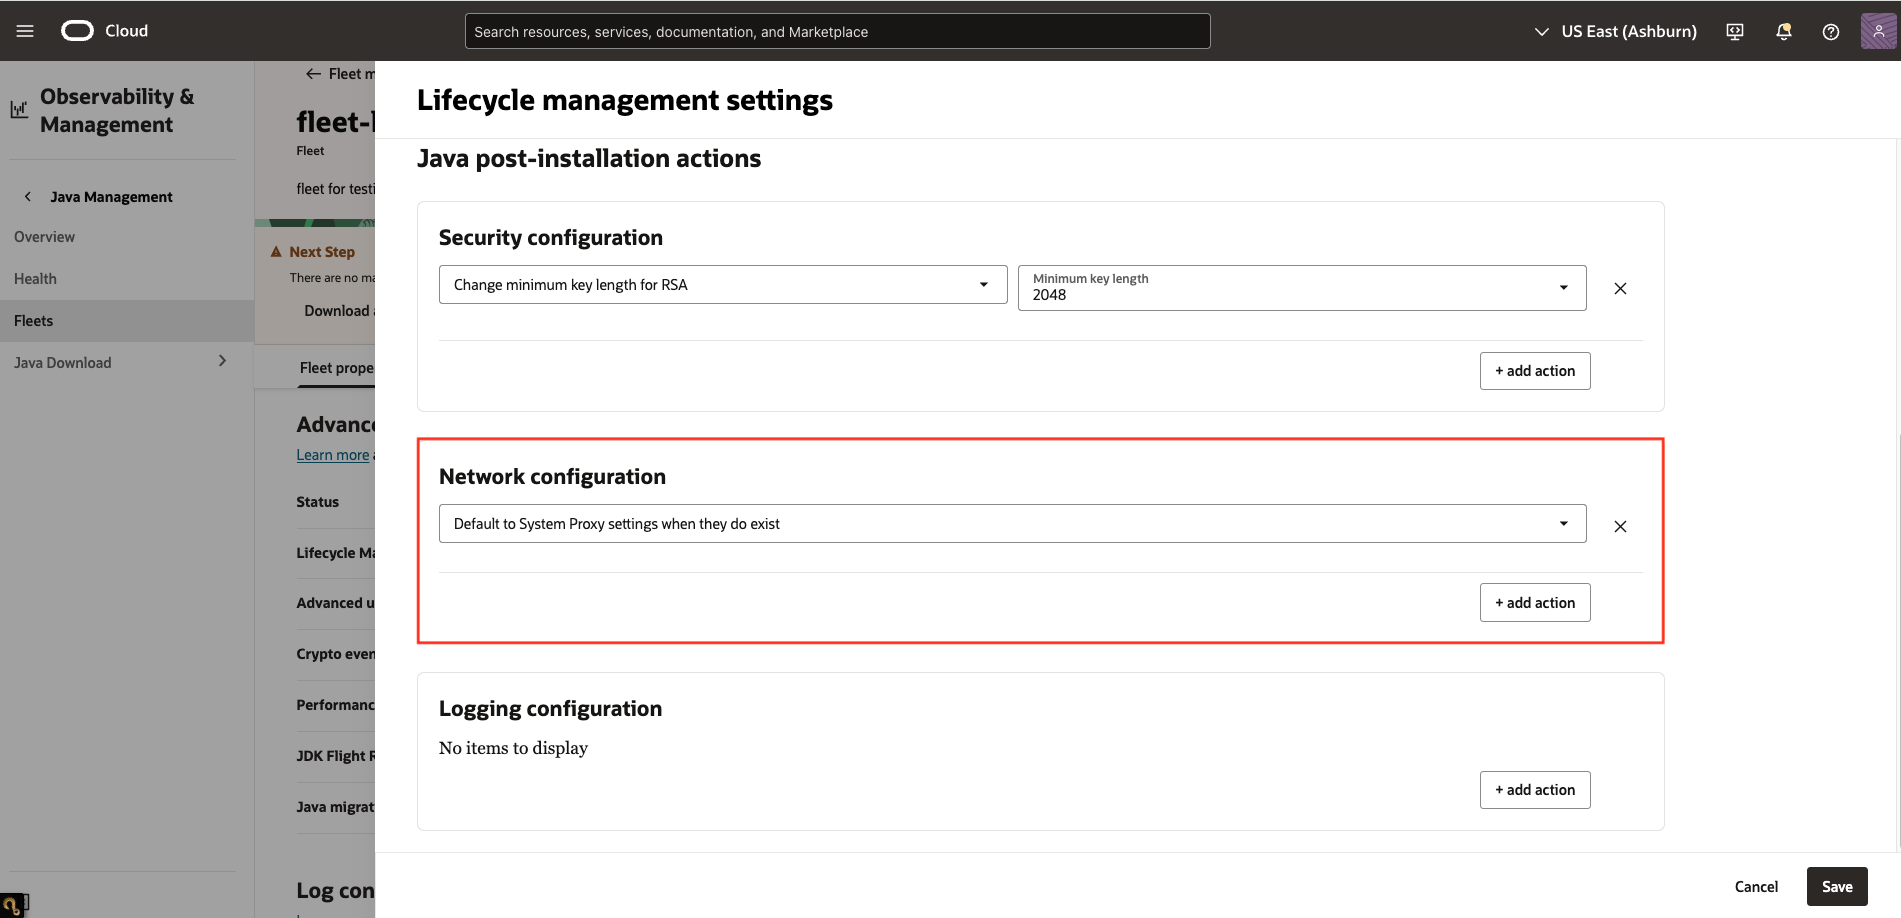 Cloud
Search resources, services, documentation, and Marketplace
US East (Ashburn)
Observability &
Management
Java Management
Overview
Health
Fleets
Java Download
Fleet m
fleet-
Fleet
fleet for testi
Next Step
There are no ma
Download
Fleet prope
Advanc
Learn more
Status
Lifecycle Ma
Advanced u
Crypto even
Performanc
JDK Flight R
Java migrat
Log con
Lifecycle management settings
Java post-installation actions
Security configuration
Change minimum key length for RSA
Minimum key length
2048
+ add action
Network configuration
Default to System Proxy settings when they do exist
+ add action
Logging configuration
No items to display
+ add action
Cancel
Save